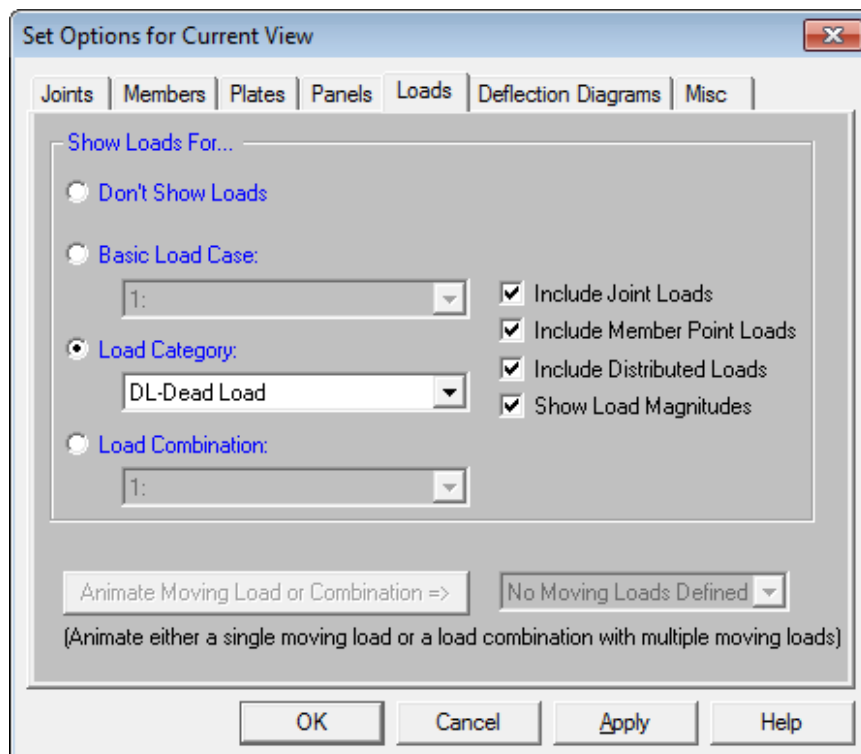 Set Options for Current View
Joints Members Plates Panels Loads Deflection Diagrams Misc
Show Loads For...
Don't Show Loads
Basic Load Case:
1:
Load Category:
DL-Dead Load
Load Combination:
1:
Include Joint Loads
Include Member Point Loads
Include Distributed Loads
Show Load Magnitudes
Animate Moving Load or Combination => No Moving Loads Defined
(Animate either a single moving load or a load combination with multiple moving loads)
OK Cancel Apply Help